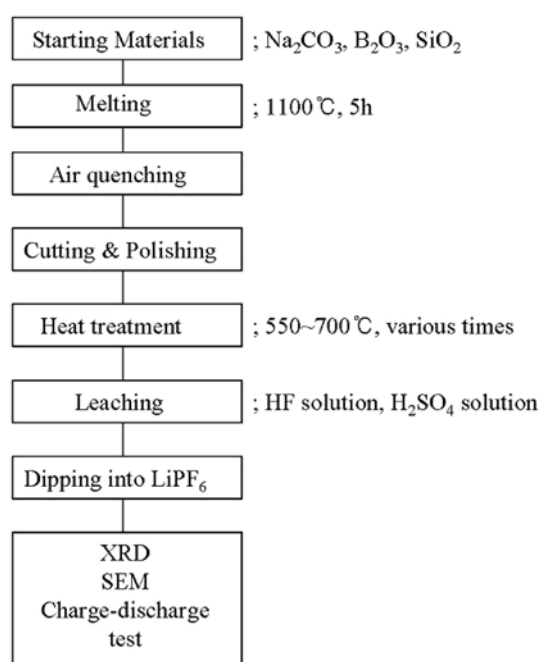 Starting Materials ; Na₂CO₃, B₂O₃, SiO₂
Melting ; 1100℃, 5h
Air quenching
Cutting & Polishing
Heat treatment ; 550~700℃, various times
Leaching ; HF solution, H₂SO₄ solution
Dipping into LiPF₆
XRD
SEM
Charge-discharge
test